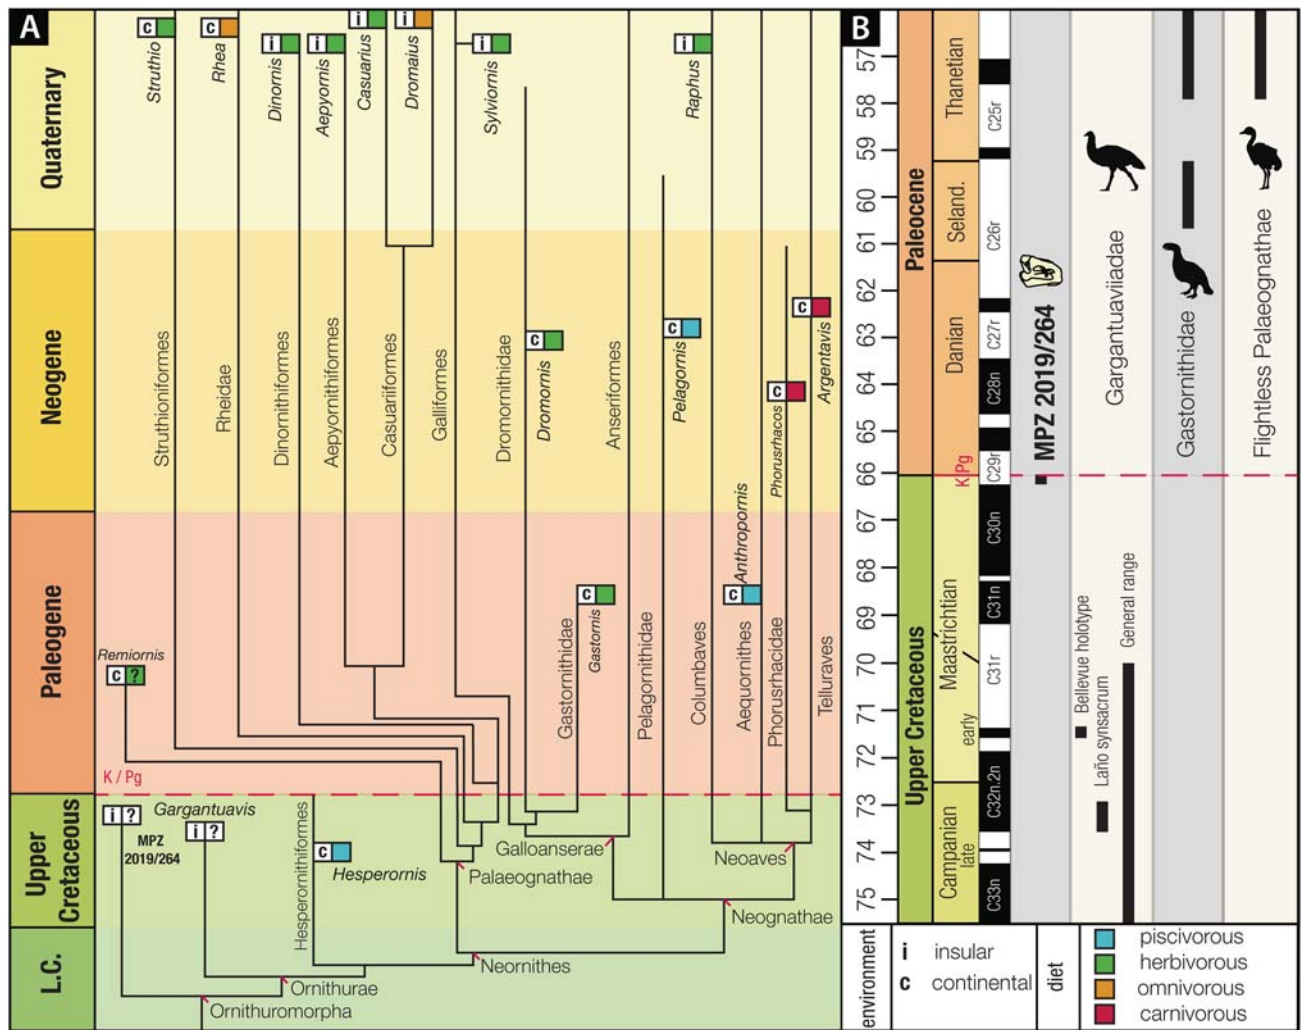 A
Quaternary
Neogene
Paleogene
Upper
Cretaceous
L.C.
c
Struthio
c
Rhea
i
Dinornis
i
Aepyornis
i
Casuarius
i
Dromaius
i
Sylviornis
i
Raphus
Struthioniformes
Rheidae
Dinornithiformes
Aepyornithiformes
Casuariiformes
Galliformes
Dromornithidae
c
Dromornis
Anseriformes
c
Pelagornis
c
Phorusrhacos
c
Argentavis
Remiornis
c ?
Gastornithidae
c
Gastornis
Pelagornithidae
Columbaves
c
Anthropornis
Aequornithes
Phorusrhacidae
Telluraves
K / Pg
i ?
MPZ
2019/264
Gargantuavis
i ?
Hesperornithiformes
c
Hesperornis
Galloanserae
Palaeognathae
Neoaves
Neognathae
Neornithes
Ornithurae
Ornithuromorpha
B
57
58
59
60
61
62
63
64
65
66
67
68
69
70
71
72
73
74
75
Paleocene
Upper Cretaceous
Thanetian
Seland.
Danian
K/Pg
Maastrichtian
early
Campanian
late
C25r
C26r
C27r
C28n
C29r
C30n
C31n
C31r
C32n.2n
C33n
MPZ 2019/264
Gargantuaviidae
Gastornithidae
Flightless Palaeognathae
Bellevue holotype
Laño synsacrum
General range
environment
i insular
c continental
diet
piscivorous
herbivorous
omnivorous
carnivorous